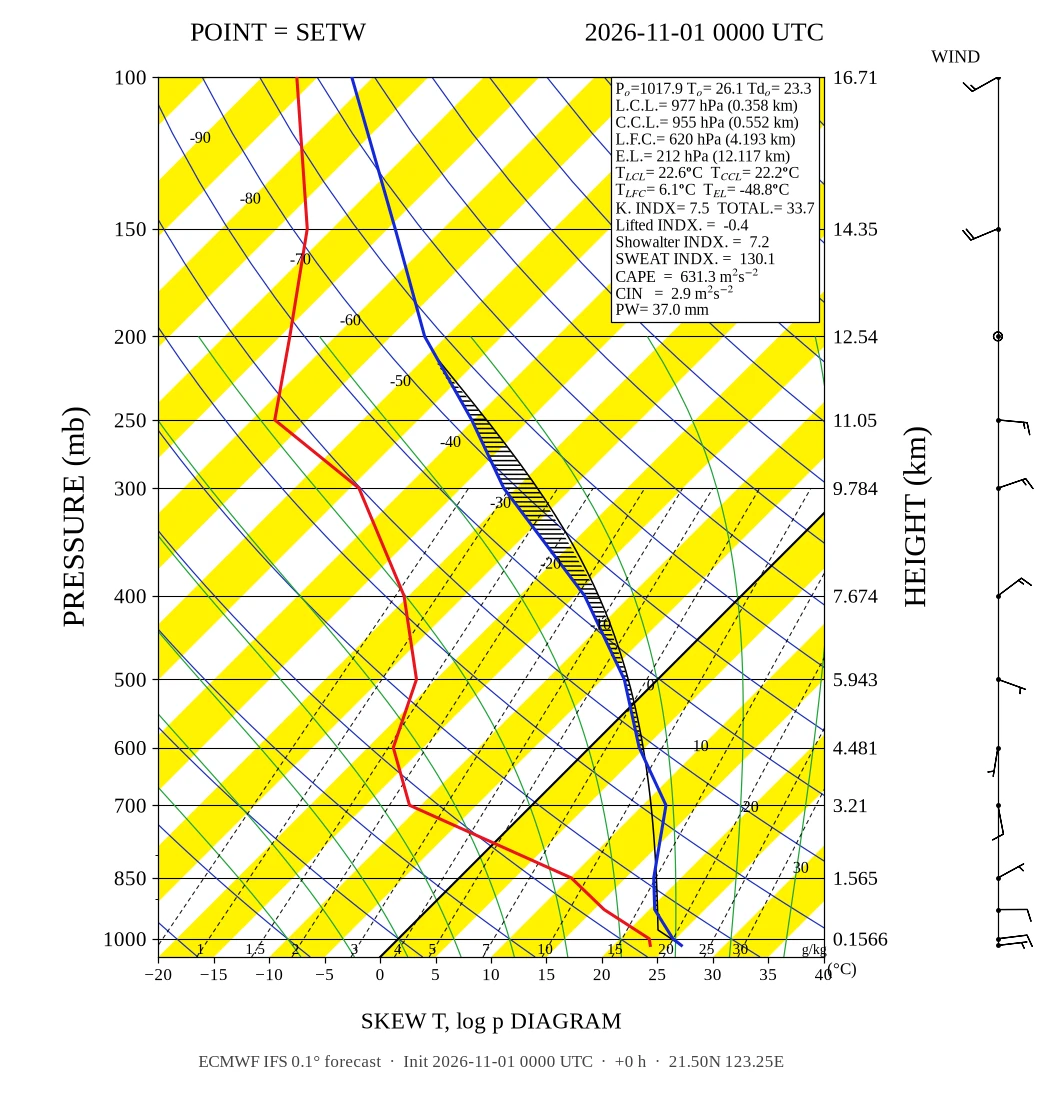 POINT = SETW
2026-11-01 0000 UTC
WIND
P_o=1017.9 T_o= 26.1 Td_o= 23.3
L.C.L.= 977 hPa (0.358 km)
C.C.L.= 955 hPa (0.552 km)
L.F.C.= 620 hPa (4.193 km)
E.L.= 212 hPa (12.117 km)
T_LCL= 22.6°C T_CCL= 22.2°C
T_LFC= 6.1°C T_EL= -48.8°C
K. INDX= 7.5 TOTAL.= 33.7
Lifted INDX. = -0.4
Showalter INDX. = 7.2
SWEAT INDX. = 130.1
CAPE = 631.3 m²s⁻²
CIN = 2.9 m²s⁻²
PW= 37.0 mm
PRESSURE (mb)
100
150
200
250
300
400
500
600
700
850
1000
-90
-80
-70
-60
-50
-40
-30
-20
-10
0
10
20
30
16.71
14.35
12.54
11.05
9.784
7.674
5.943
4.481
3.21
1.565
0.1566
HEIGHT (km)
1 1.5 2 3 4 5 7 10 15 20 25 30 g/kg
−20 −15 −10 −5 0 5 10 15 20 25 30 35 40 (°C)
SKEW T, log p DIAGRAM
ECMWF IFS 0.1° forecast · Init 2026-11-01 0000 UTC · +0 h · 21.50N 123.25E